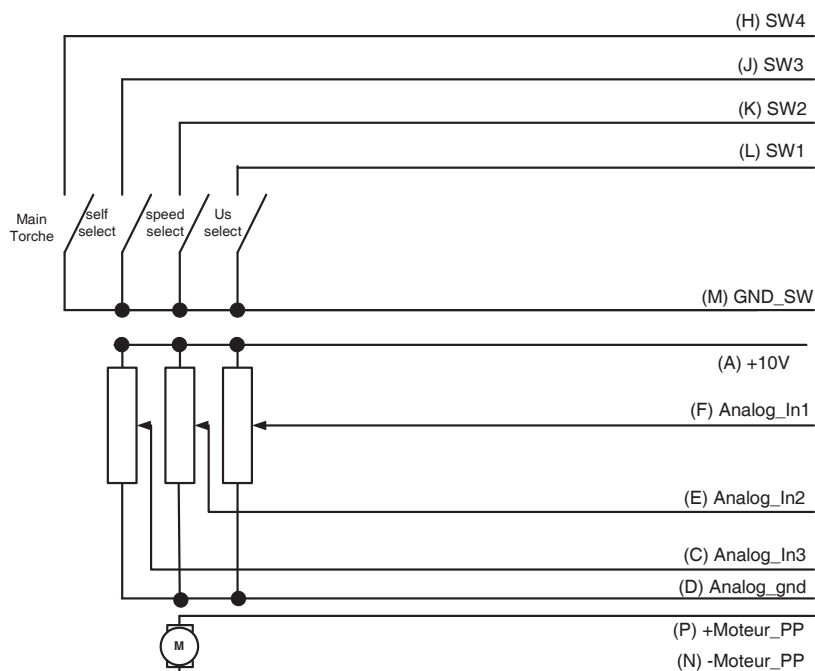 (H) SW4
(J) SW3
(K) SW2
(L) SW1
Main
Torche
self
select
speed
select
Us
select
(M) GND_SW
(A) +10V
(F) Analog_In1
(E) Analog_In2
(C) Analog_In3
(D) Analog_gnd
(P) +Moteur_PP
M
(N) -Moteur_PP